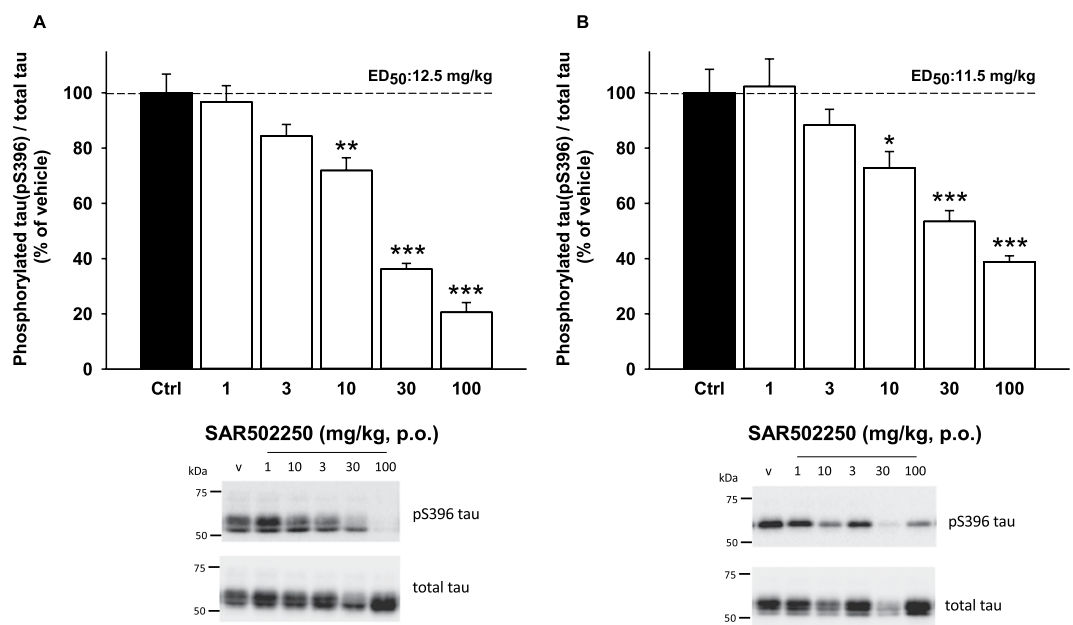 A
Phosphorylated tau(pS396) / total tau
(% of vehicle)
ED50:12.5 mg/kg
100
80
60
40
20
0
**
***
***
Ctrl 1 3 10 30 100
SAR502250 (mg/kg, p.o.)
kDa v 1 10 3 30 100
75
50
pS396 tau
75
50
total tau
B
Phosphorylated tau(pS396) / total tau
(% of vehicle)
ED50:11.5 mg/kg
100
80
60
40
20
0
*
***
***
Ctrl 1 3 10 30 100
SAR502250 (mg/kg, p.o.)
kDa v 1 10 3 30 100
75
50
pS396 tau
75
50
total tau